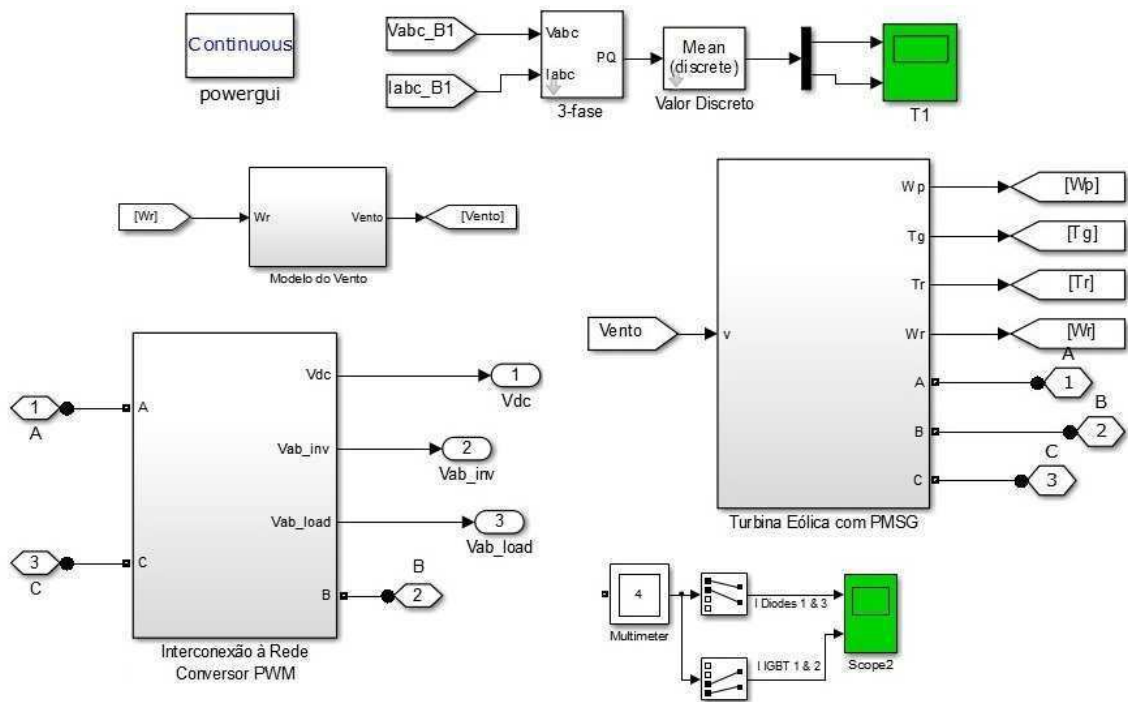 Continuous
powergui
Vabc_B1
Iabc_B1
Vabc
Iabc
PQ
3-fase
Mean
(discrete)
Valor Discreto
T1
[Wr]
Wr
Vento
[Vento]
Modelo do Vento
Vento
v
Wp
Tg
Tr
Wr
A
B
C
[Wp]
[Tg]
[Tr]
[Wr]
A
1
B
2
C
3
Turbina Eólica com PMSG
1
A
3
C
A
C
Vdc
Vab_inv
Vab_load
B
1
Vdc
2
Vab_inv
3
Vab_load
B
2
Interconexão à Rede
Conversor PWM
4
Multimeter
I Diodes 1 & 3
I IGBT 1 & 2
Scope2